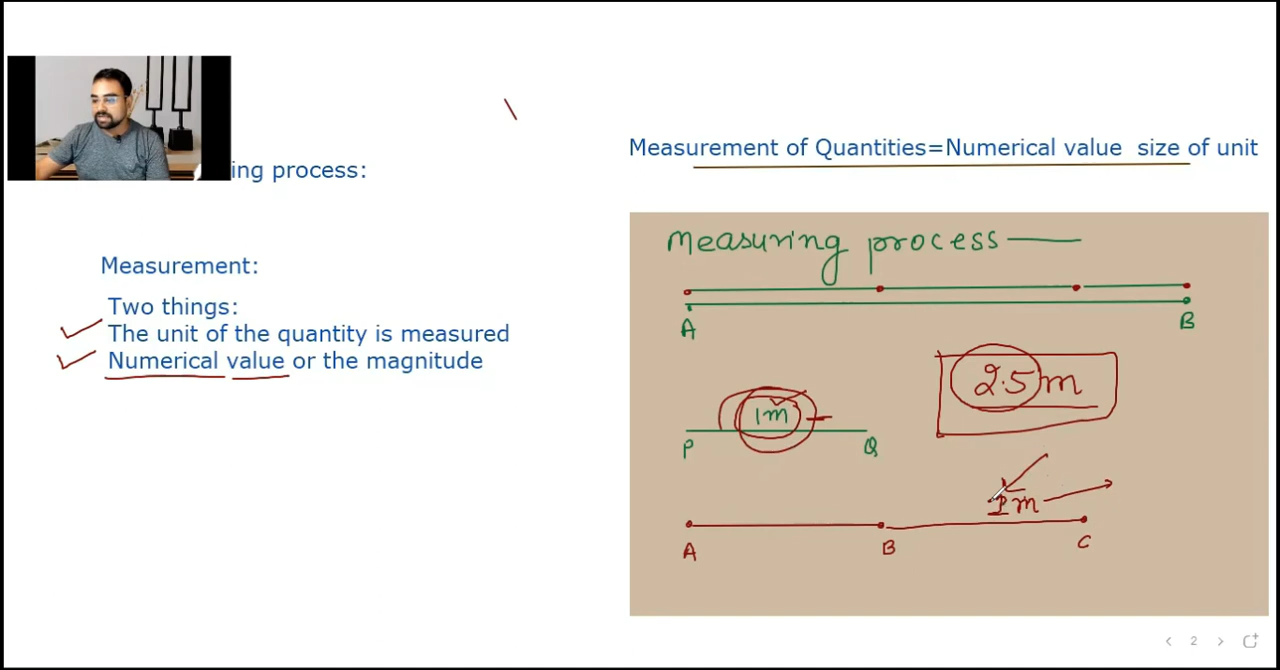 ing process:
Measurement:
Two things:
The unit of the quantity is measured
Numerical value or the magnitude
Measurement of Quantities=Numerical value size of unit
Measuring process
A B
2.5 m
1m
P Q
m
A B C
2